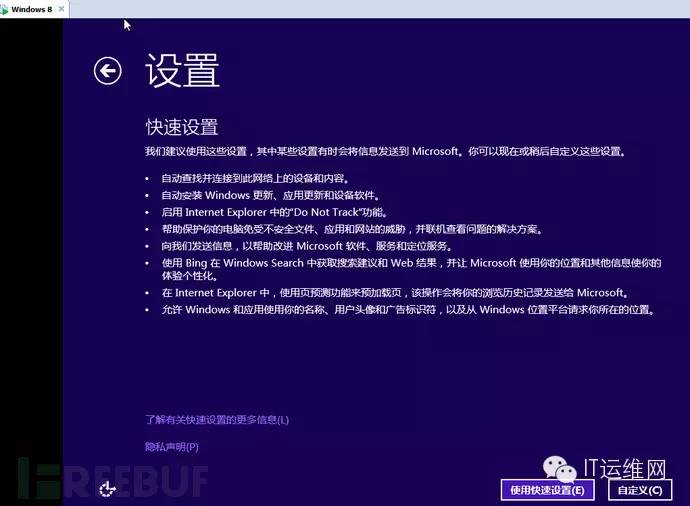 Windows 8
设置
快速设置
我们建议使用这些设置，其中某些设置有时会将信息发送到 Microsoft。你可以现在或稍后自定义这些设置。
• 自动查找并连接到此网络上的设备和内容。
• 自动安装 Windows 更新、应用更新和设备软件。
• 启用 Internet Explorer 中的“Do Not Track”功能。
• 帮助保护你的电脑免受不安全文件、应用和网站的威胁，并联机查看问题的解决方案。
• 向我们发送信息，以帮助改进 Microsoft 软件、服务和定位服务。
• 使用 Bing 在 Windows Search 中获取搜索建议和 Web 结果，并让 Microsoft 使用你的位置和其他信息使你的
体验个性化。
• 在 Internet Explorer 中，使用页预测功能来预加载页，该操作会将你的浏览历史记录发送给 Microsoft。
• 允许 Windows 和应用使用你的名称、用户头像和广告标识符，以及从 Windows 位置平台请求你所在的位置。
了解有关快速设置的更多信息(L)
隐私声明(P)
FREEBUF
IT运维网
使用快速设置(E)
自定义(C)